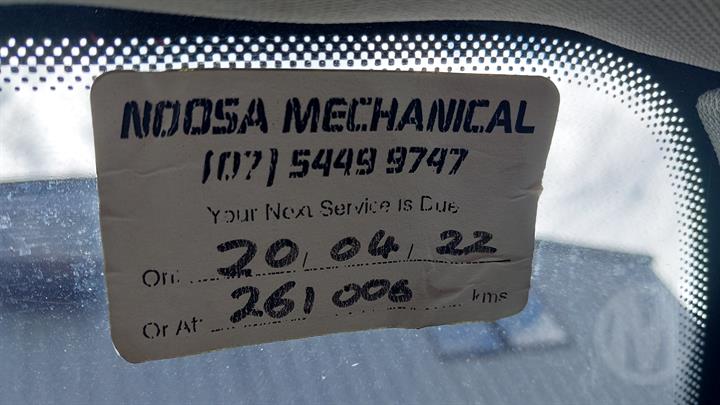 NOOSA MECHANICAL
(07) 5449 9747
Your Next Service Is Due
On: 20 / 04 / 22
Or At: 261 006 kms